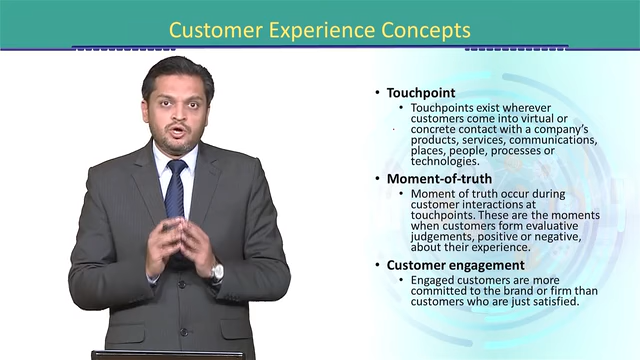 Customer Experience Concepts
• Touchpoint
• Touchpoints exist wherever
customers come into virtual or
concrete contact with a company's
products, services, communications,
places, people, processes or
technologies.
• Moment-of-truth
• Moment of truth occur during
customer interactions at
touchpoints. These are the moments
when customers form evaluative
judgements, positive or negative,
about their experience.
• Customer engagement
• Engaged customers are more
committed to the brand or firm than
customers who are just satisfied.